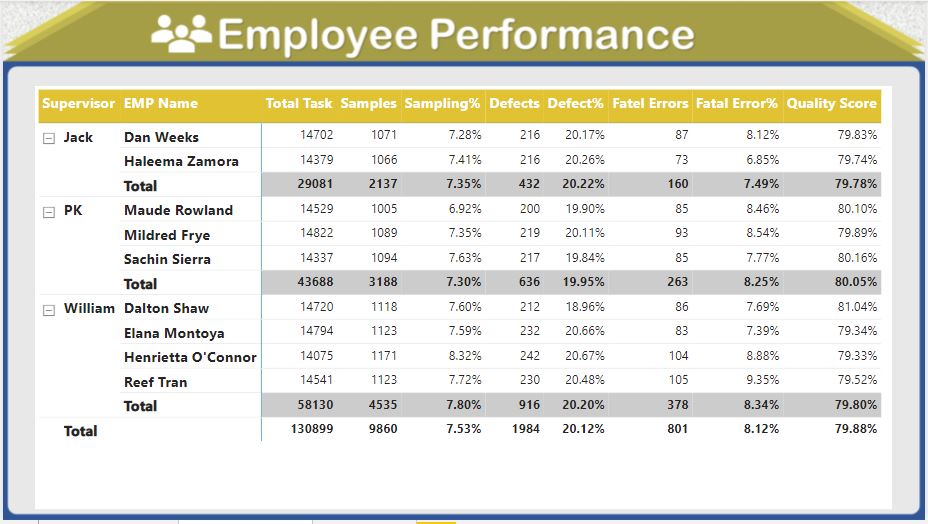 Employee Performance
Supervisor EMP Name Total Task Samples Sampling% Defects Defect% Fatel Errors Fatal Error% Quality Score
Jack Dan Weeks 14702 1071 7.28% 216 20.17% 87 8.12% 79.83%
Haleema Zamora 14379 1066 7.41% 216 20.26% 73 6.85% 79.74%
Total 29081 2137 7.35% 432 20.22% 160 7.49% 79.78%
PK Maude Rowland 14529 1005 6.92% 200 19.90% 85 8.46% 80.10%
Mildred Frye 14822 1089 7.35% 219 20.11% 93 8.54% 79.89%
Sachin Sierra 14337 1094 7.63% 217 19.84% 85 7.77% 80.16%
Total 43688 3188 7.30% 636 19.95% 263 8.25% 80.05%
William Dalton Shaw 14720 1118 7.60% 212 18.96% 86 7.69% 81.04%
Elana Montoya 14794 1123 7.59% 232 20.66% 83 7.39% 79.34%
Henrietta O'Connor 14075 1171 8.32% 242 20.67% 104 8.88% 79.33%
Reef Tran 14541 1123 7.72% 230 20.48% 105 9.35% 79.52%
Total 58130 4535 7.80% 916 20.20% 378 8.34% 79.80%
Total 130899 9860 7.53% 1984 20.12% 801 8.12% 79.88%